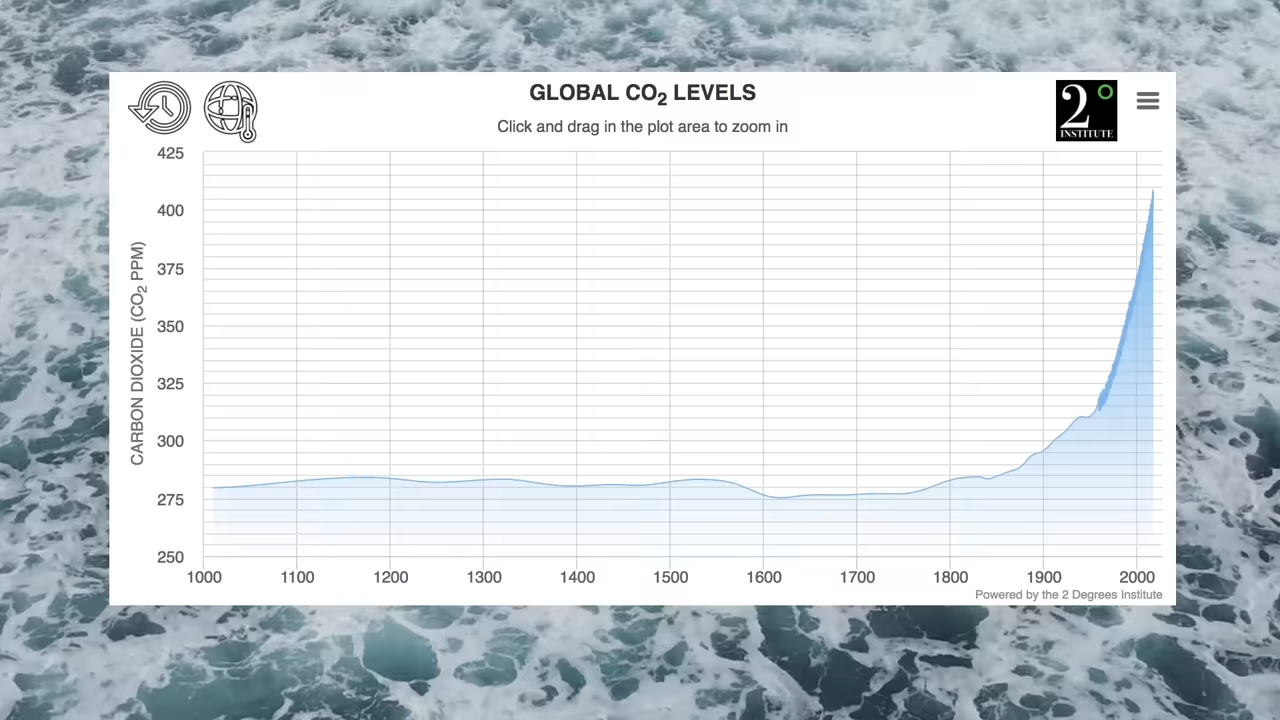 GLOBAL CO₂ LEVELS
Click and drag in the plot area to zoom in
2°
INSTITUTE
CARBON DIOXIDE (CO₂ PPM)
425
400
375
350
325
300
275
250
1000 1100 1200 1300 1400 1500 1600 1700 1800 1900 2000
Powered by the 2 Degrees Institute